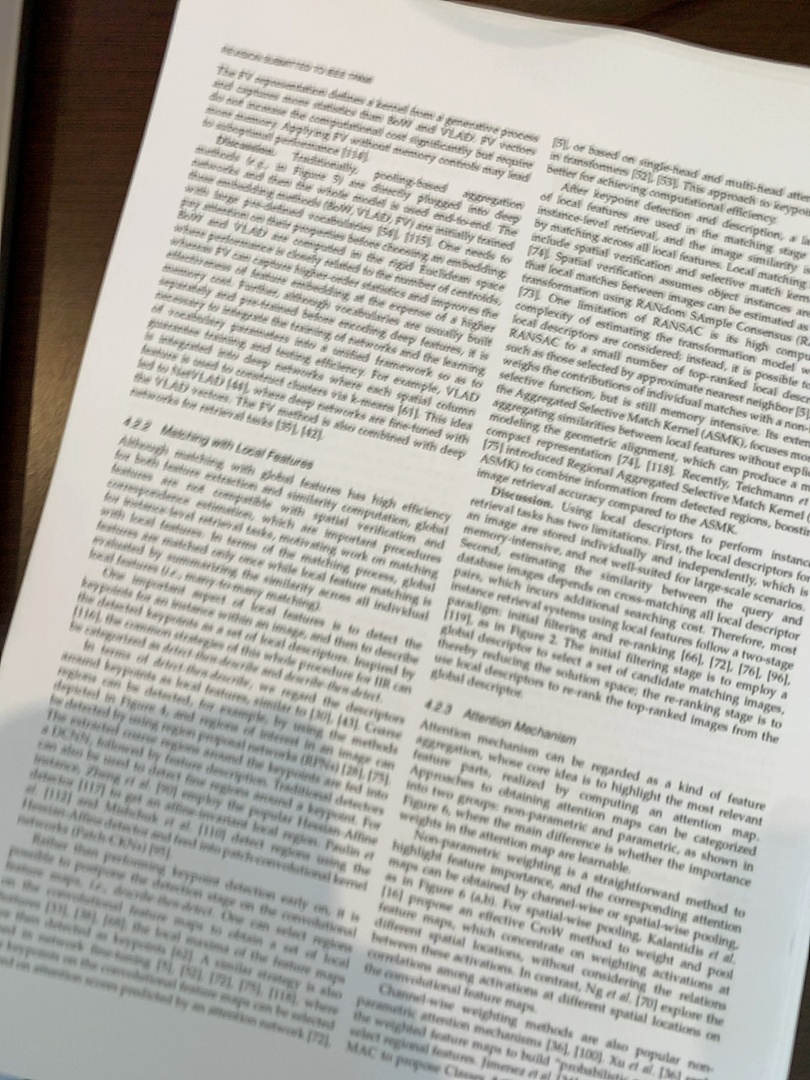 REVISION SUBMITTED TO IEEE TPAMI
The FV representation defines a kernel from a generative process
and captures more statistics than BoW and VLAD. FV vectors
do not increase the computational cost significantly but require
more memory. Applying FV without memory controls may lead
to suboptimal performance [114].
Discussion. Traditionally, pooling-based aggregation
methods (e.g., in Figure 5) are directly plugged into deep
networks and then the whole model is used end-to-end. The
three embedding methods (BoW, VLAD, FV) are initially trained
with large pre-defined vocabularies [54], [115]. One needs to
pay attention on their properties before choosing an embedding:
BoW and VLAD are computed in the rigid Euclidean space
where performance is closely related to the number of centroids,
whereas FV can capture higher-order statistics and improves the
effectiveness of feature embedding at the expense of a higher
memory cost. Further, although vocabularies are usually built
separately and pre-trained before encoding deep features, it is
necessary to integrate the training of networks and the learning
of vocabulary parameters into a unified framework so as to
guarantee training and testing efficiency. For example, VLAD
is integrated into deep networks where each spatial column
feature is used to construct clusters via k-means [61]. This idea
led to NetVLAD [44], where deep networks are fine-tuned with
the VLAD vectors. The FV method is also combined with deep
networks for retrieval tasks [35], [42].
4.2.2 Matching with Local Features
Although matching with global features has high efficiency
for both feature extraction and similarity computation, global
features are not compatible with spatial verification and
correspondence estimation, which are important procedures
for instance-level retrieval tasks, motivating work on matching
with local features. In terms of the matching process, global
features are matched only once while local feature matching is
evaluated by summarizing the similarity across all individual
local features (i.e., many-to-many matching).
One important aspect of local features is to detect the
keypoints for an instance within an image, and then to describe
the detected keypoints as a set of local descriptors. Inspired by
[116], the common strategies of this whole procedure for IIR can
be categorized as detect-then-describe and describe-then-detect.
In terms of detect-then-describe, we regard the descriptors
around keypoints as local features, similar to [30], [43]. Coarse
regions can be detected, for example, by using the methods
depicted in Figure 4, and regions of interest in an image can
be detected by using region proposal networks (RPNs) [28], [75].
The extracted coarse regions around the keypoints are fed into
a DCNN, followed by feature description. Traditional detectors
can also be used to detect fine regions around a keypoint. For
instance, Zheng et al. [90] employ the popular Hessian-Affine
detector [117] to get an affine-invariant local region. Paulin et
al. [112] and Mishchuk et al. [110] detect regions using the
Hessian-Affine detector and feed into patch-convolutional kernel
networks (Patch-CKNs) [95].
Rather than performing keypoint detection early on, it is
possible to postpone the detection stage on the convolutional
feature maps, i.e., describe-then-detect. One can select regions
on the convolutional feature maps to obtain a set of local
features [33], [38], [68]; the local maxima of the feature maps
then detected as keypoints [62]. A similar strategy is also
in network fine-tuning [5], [52], [72], [75], [118], where
keypoints on the convolutional feature maps can be selected
on attention scores predicted by an attention network [72],
[5], or based on single-head and multi-head
in transformers [52], [53]. This approach to
better for achieving computational efficiency.
After keypoint detection and description, a
of local features are used in the matching stage
instance-level retrieval, and the image similarity
by matching across all local features. Local matching
include spatial verification and selective match
[74]. Spatial verification assumes object instances
that local matches between images can be estimated
transformation using RANdom SAmple Consensus
[73]. One limitation of RANSAC is its high
complexity of estimating the transformation model
local descriptors are considered; instead, it is possible
RANSAC to a small number of top-ranked local
such as those selected by approximate nearest neighbor [5]
weighs the contributions of individual matches with a
selective function, but is still memory intensive. Its
the Aggregated Selective Match Kernel (ASMK), focuses
aggregating similarities between local features without
modeling the geometric alignment, which can produce a
compact representation [74], [118]. Recently, Teichmann
[75] introduced Regional Aggregated Selective Match Kernel
ASMK) to combine information from detected regions,
image retrieval accuracy compared to the ASMK.
Discussion. Using local descriptors to perform
retrieval tasks has two limitations. First, the local descriptors
an image are stored individually and independently, which
memory-intensive, and not well-suited for large-scale scenarios.
Second, estimating the similarity between the query and
database images depends on cross-matching all local descriptor
pairs, which incurs additional searching cost. Therefore, most
instance retrieval systems using local features follow a two-stage
paradigm: initial filtering and re-ranking [66], [72], [76], [96],
[119], as in Figure 2. The initial filtering stage is to employ a
global descriptor to select a set of candidate matching images,
thereby reducing the solution space; the re-ranking stage is to
use local descriptors to re-rank the top-ranked images from the
global descriptor.
4.2.3 Attention Mechanism
Attention mechanism can be regarded as a kind of feature
aggregation, whose core idea is to highlight the most relevant
feature parts, realized by computing an attention map.
Approaches to obtaining attention maps can be categorized
into two groups: non-parametric and parametric, as shown in
Figure 6, where the main difference is whether the importance
weights in the attention map are learnable.
Non-parametric weighting is a straightforward method to
highlight feature importance, and the corresponding attention
maps can be obtained by channel-wise or spatial-wise pooling,
as in Figure 6 (a,b). For spatial-wise pooling, Kalantidis et al.
[16] propose an effective CroW method to weight and pool
feature maps, which concentrate on weighting activations at
different spatial locations, without considering the relations
between these activations. In contrast, Ng et al. [70] explore the
correlations among activations at different spatial locations on
the convolutional feature maps.
Channel-wise weighting methods are also popular non-
parametric attention mechanisms [36], [100]. Xu et al. [36]
the weighted feature maps to build
select regional features. Jimenez et al.
MAC to propose Classes